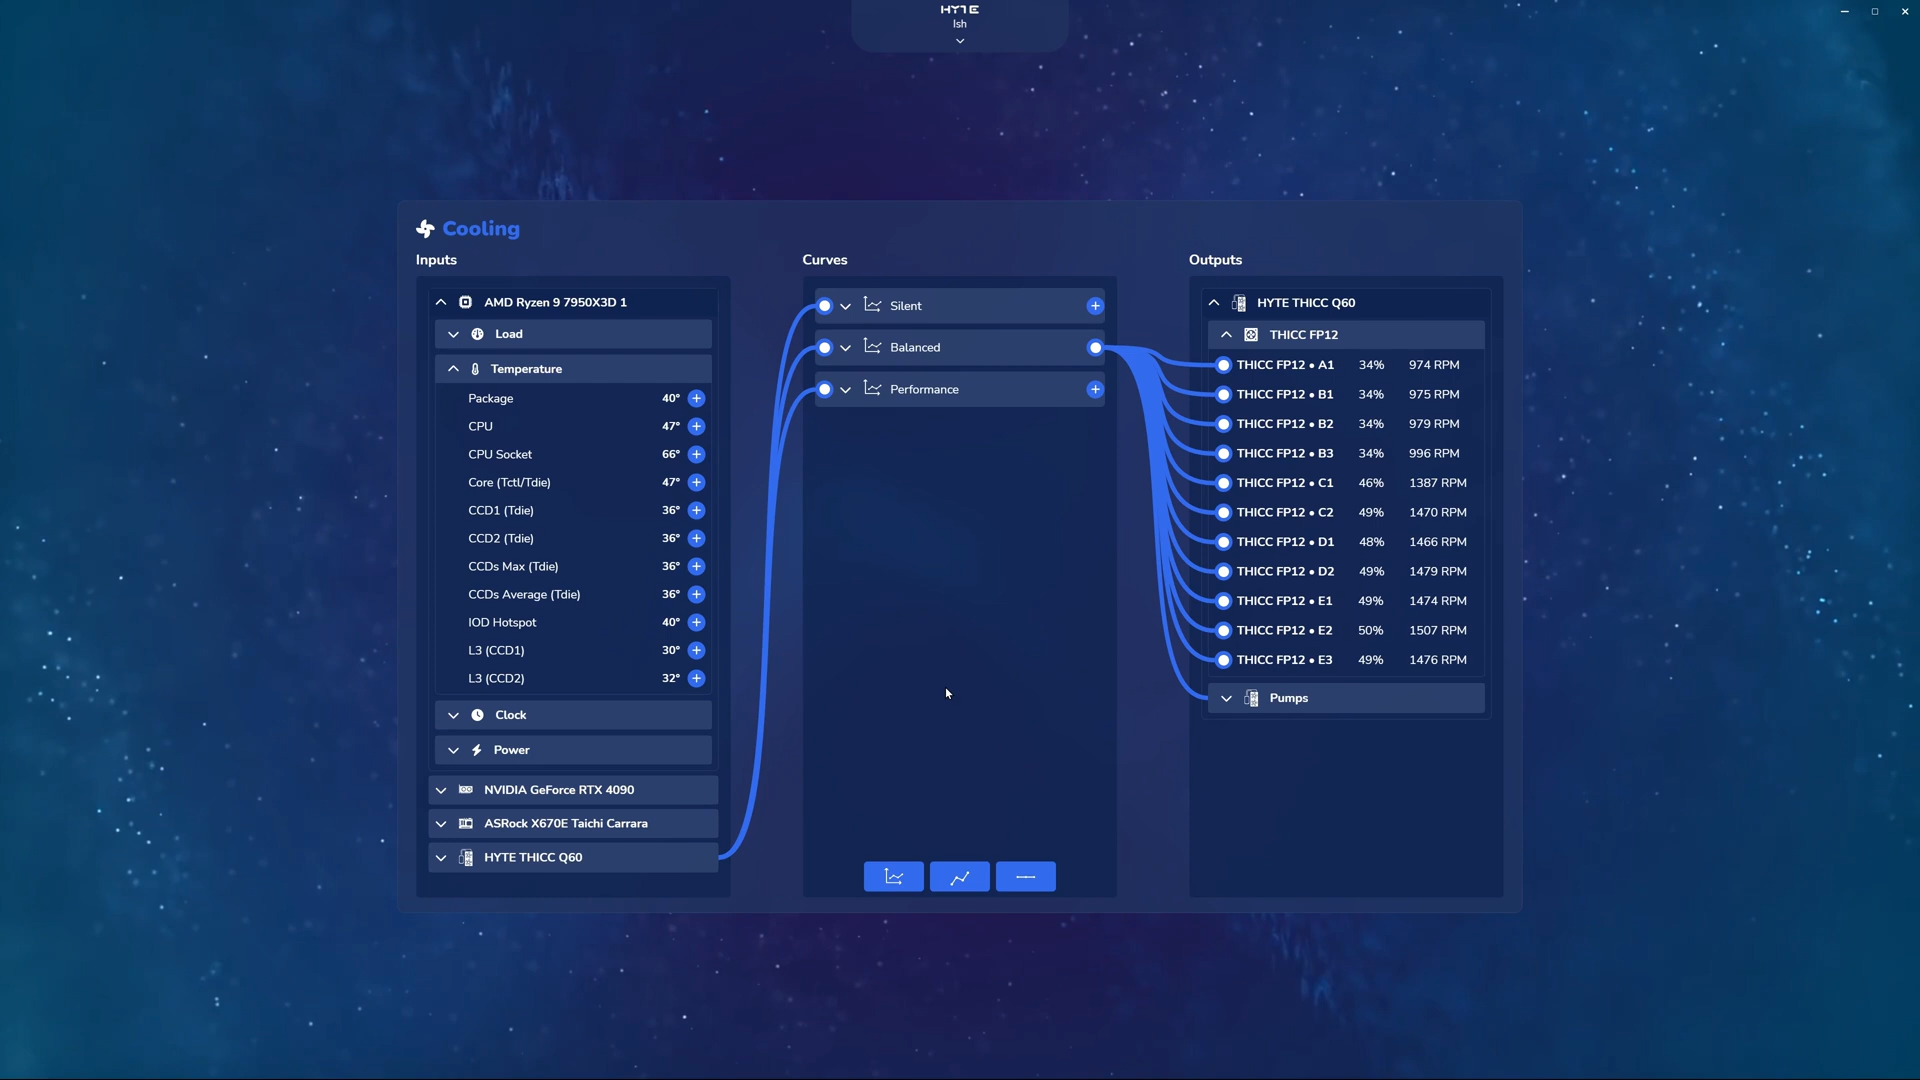 HYTE
Ish
Cooling
Inputs
Curves
Outputs
AMD Ryzen 9 7950X3D 1
Load
Temperature
Package 40°
CPU 47°
CPU Socket 66°
Core (Tctl/Tdie) 47°
CCD1 (Tdie) 36°
CCD2 (Tdie) 36°
CCDs Max (Tdie) 36°
CCDs Average (Tdie) 36°
IOD Hotspot 40°
L3 (CCD1) 30°
L3 (CCD2) 32°
Clock
Power
NVIDIA GeForce RTX 4090
ASRock X670E Taichi Carrara
HYTE THICC Q60
Silent
Balanced
Performance
HYTE THICC Q60
THICC FP12
THICC FP12 • A1 34% 974 RPM
THICC FP12 • B1 34% 975 RPM
THICC FP12 • B2 34% 979 RPM
THICC FP12 • B3 34% 996 RPM
THICC FP12 • C1 46% 1387 RPM
THICC FP12 • C2 49% 1470 RPM
THICC FP12 • D1 48% 1466 RPM
THICC FP12 • D2 49% 1479 RPM
THICC FP12 • E1 49% 1474 RPM
THICC FP12 • E2 50% 1507 RPM
THICC FP12 • E3 49% 1476 RPM
Pumps